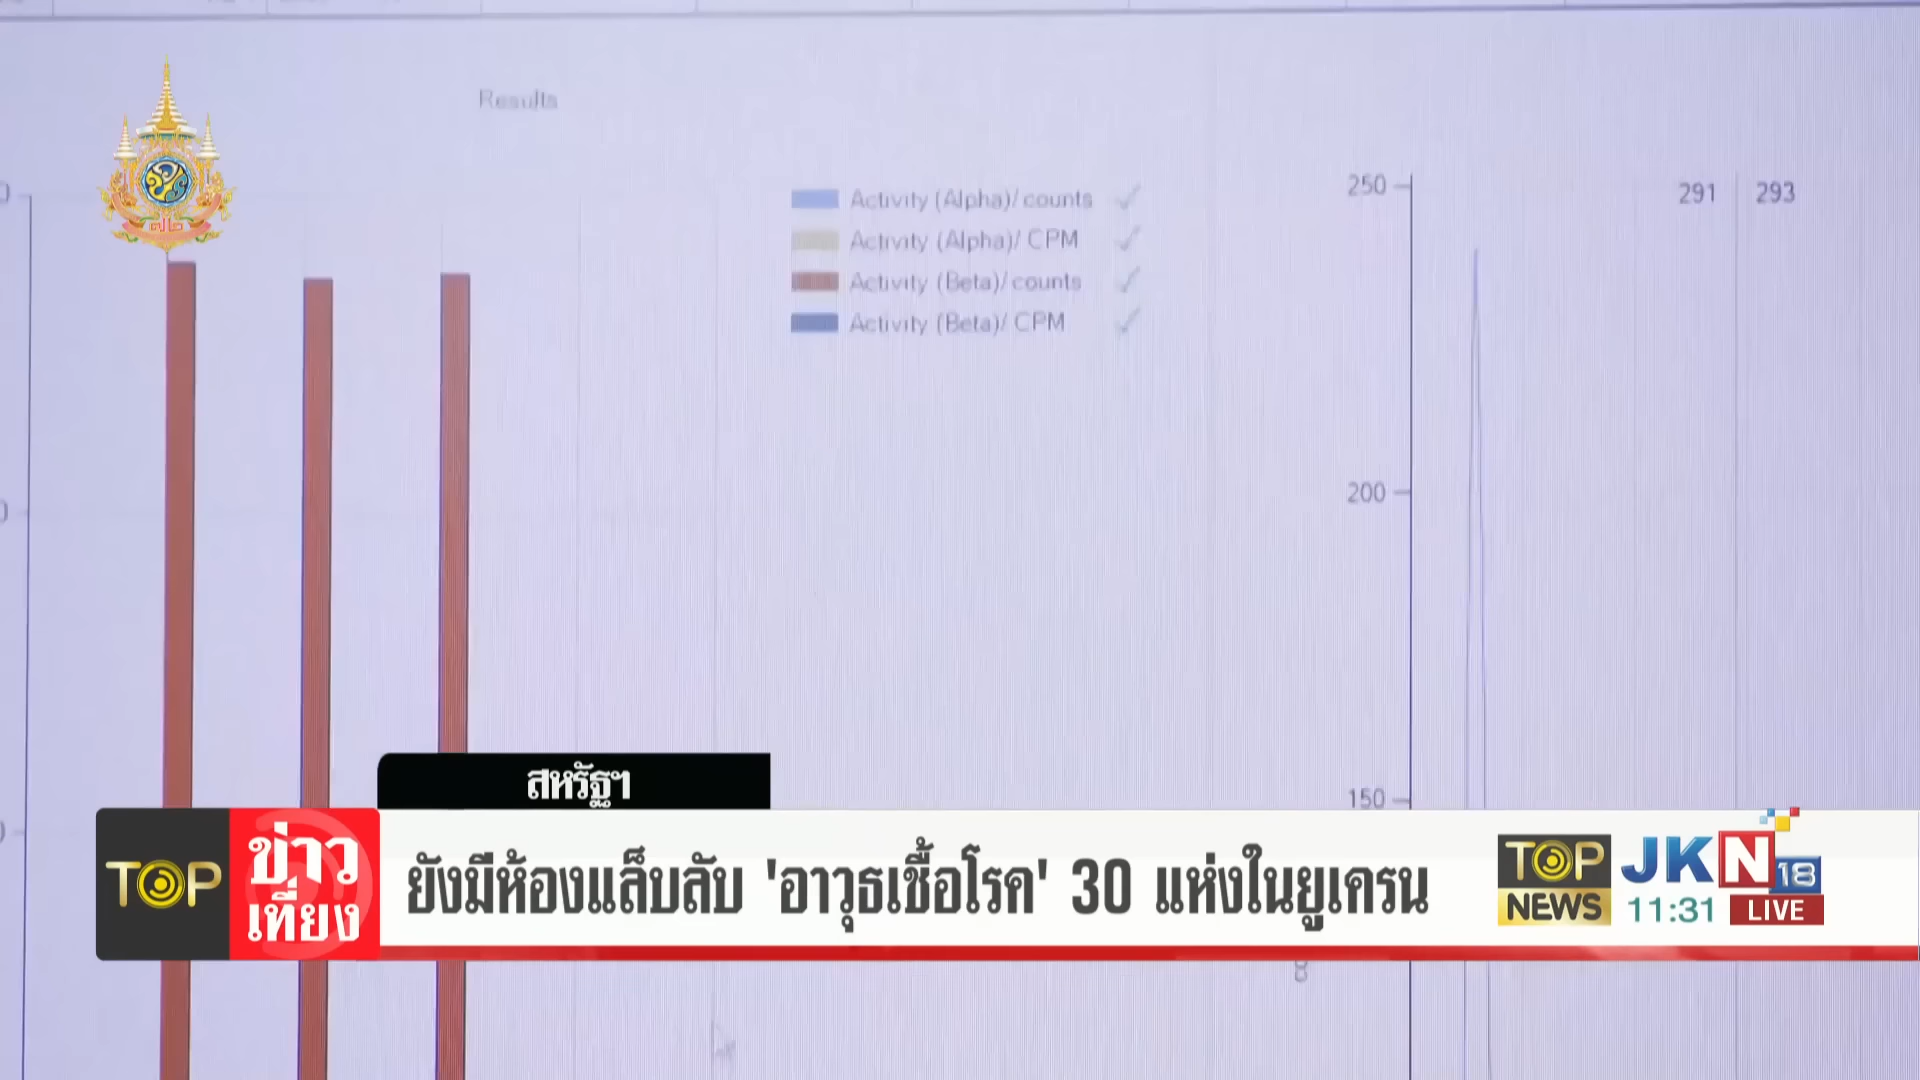 Results
Activity (Alpha)/ counts
Activity (Alpha)/ CPM
Activity (Beta)/ counts
Activity (Beta)/ CPM
250
291
293
200
150
๗๒
สหรัฐฯ
TOP
ข่าว
เที่ยง
ยังมีห้องแล็บลับ 'อาวุธเชื้อโรค' 30 แห่งในยูเครน
TOP
NEWS
JKN18
11:31
LIVE